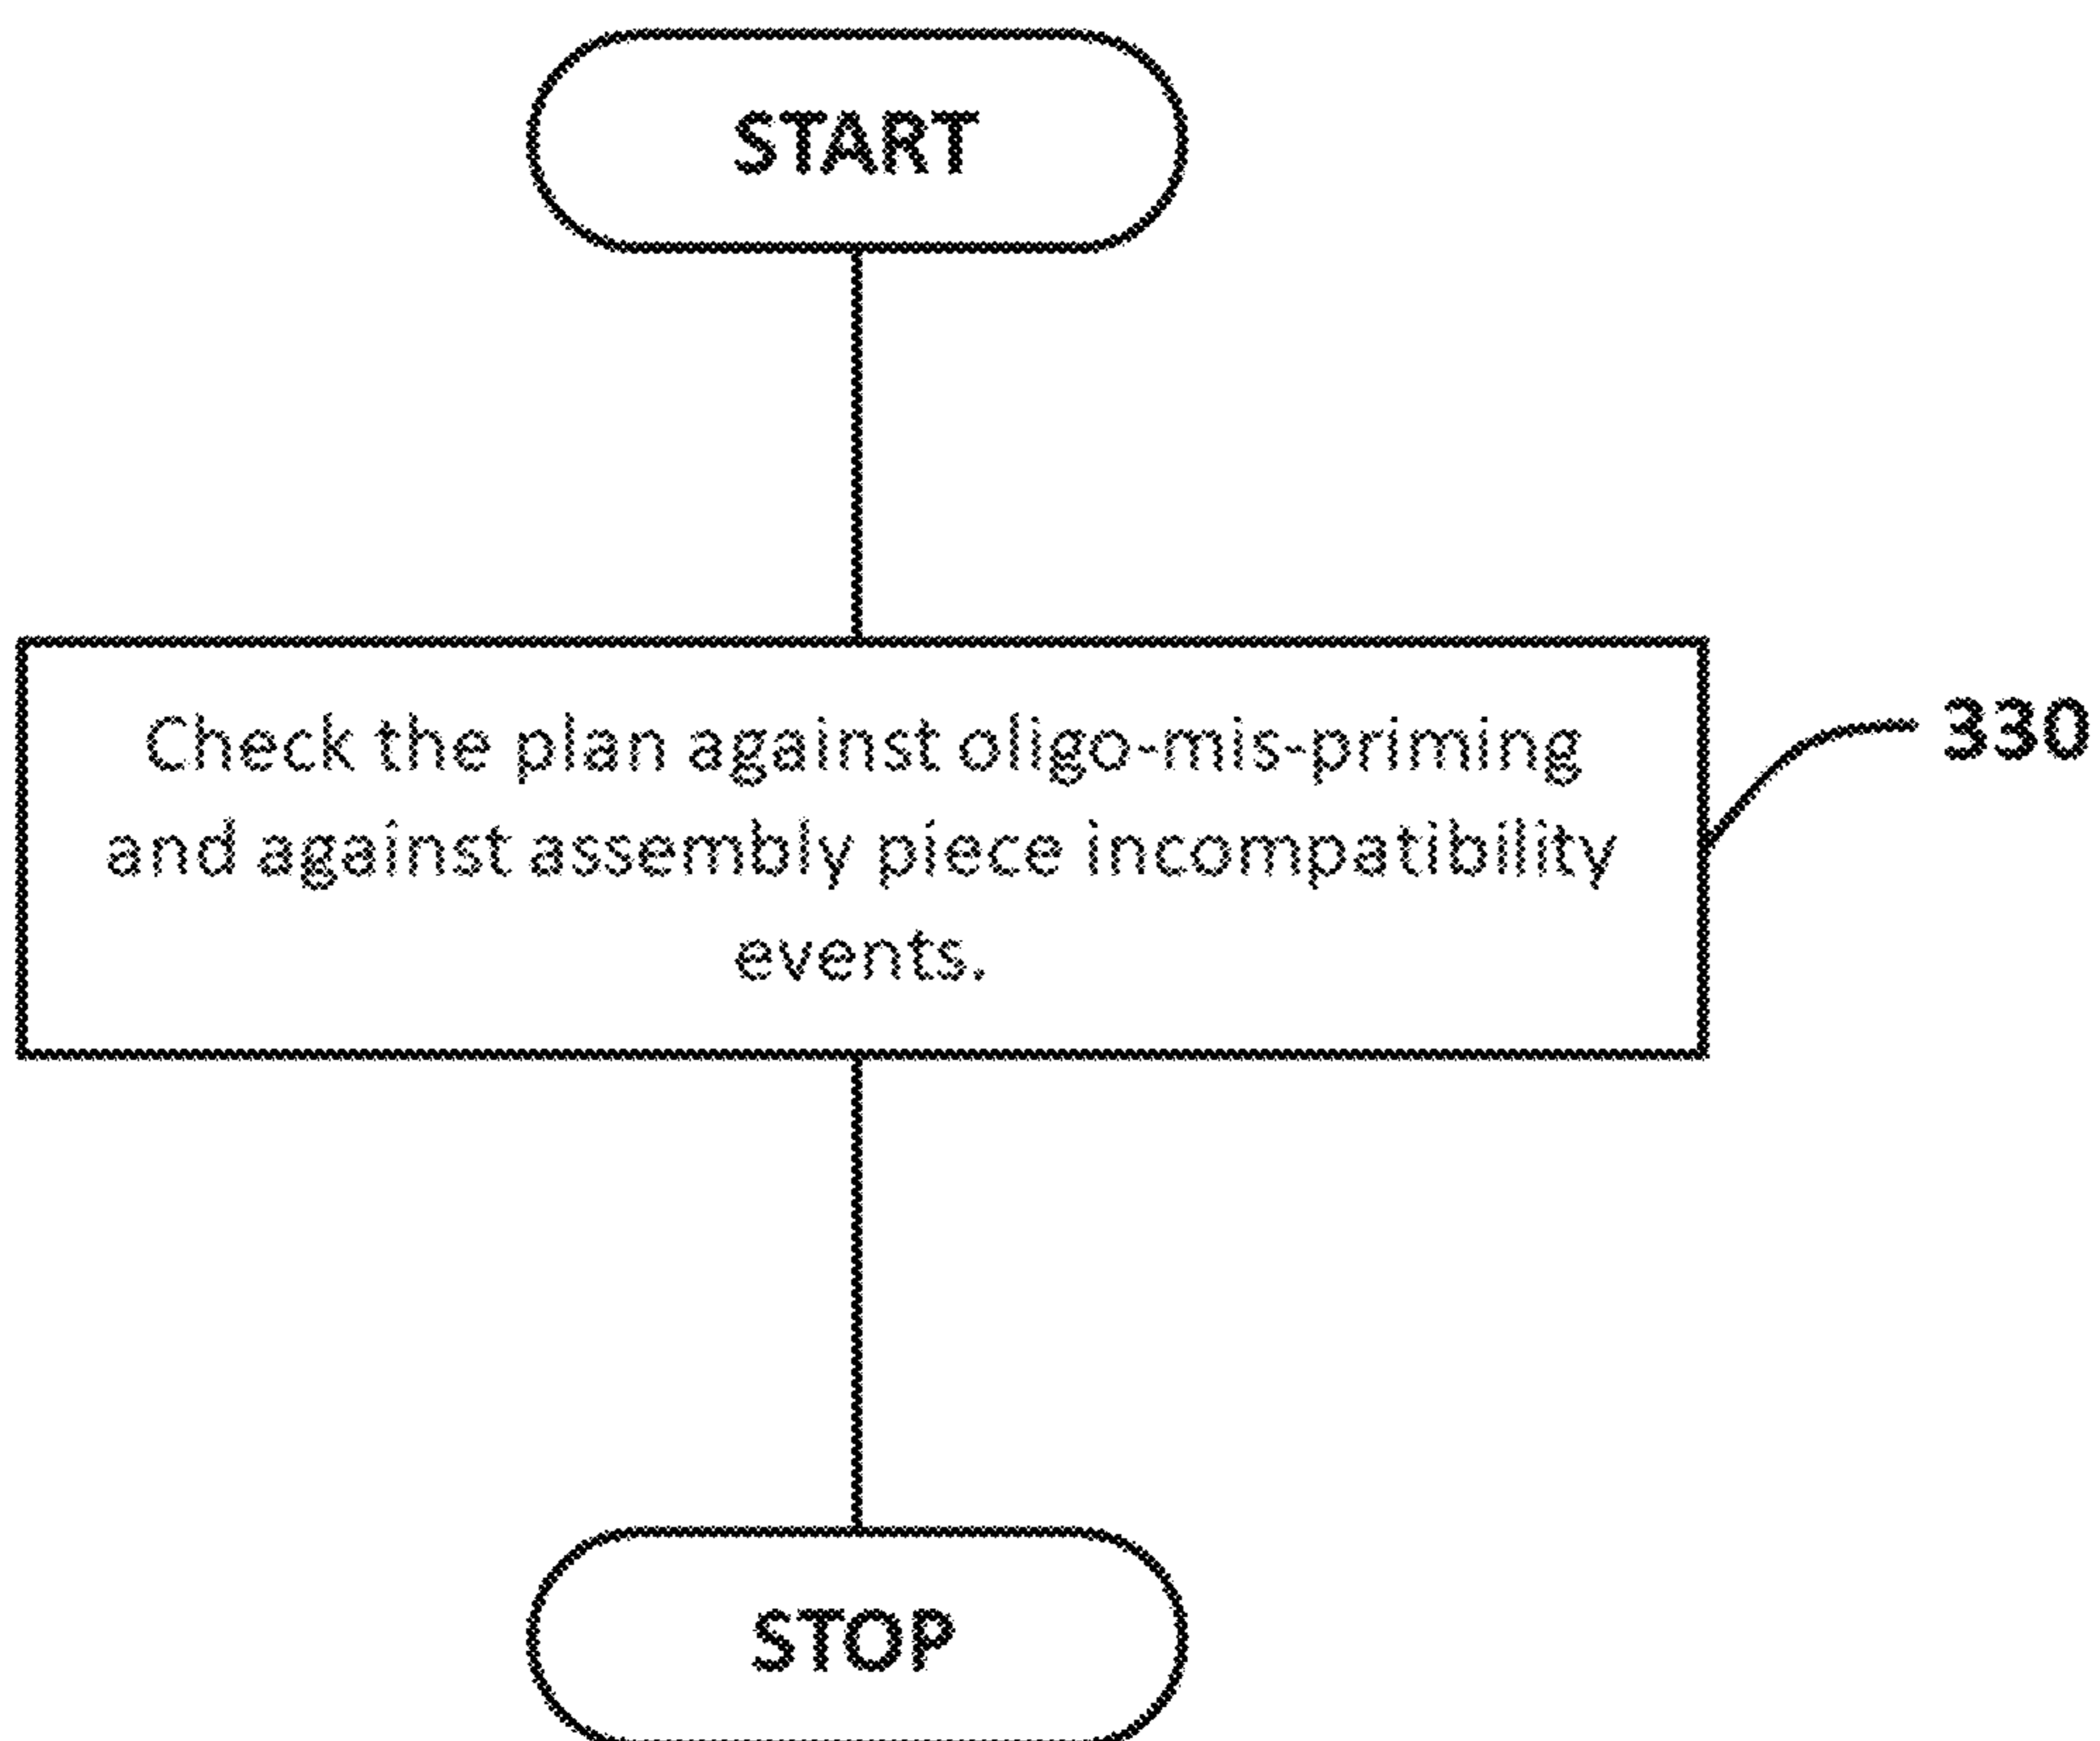 START
Check the plan against oligo-mis-priming
and against assembly piece incompatibility
events.
330
STOP